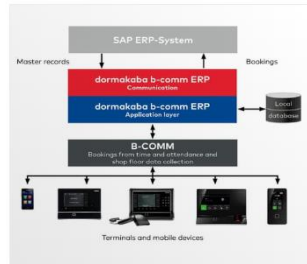 SAP ERP-System
Master records
Bookings
dormakaba b-comm ERP
Communication
dormakaba b-comm ERP
Application layer
Local
database
B-COMM
Bookings from time and attendance and
shop floor data collection
Terminals and mobile devices